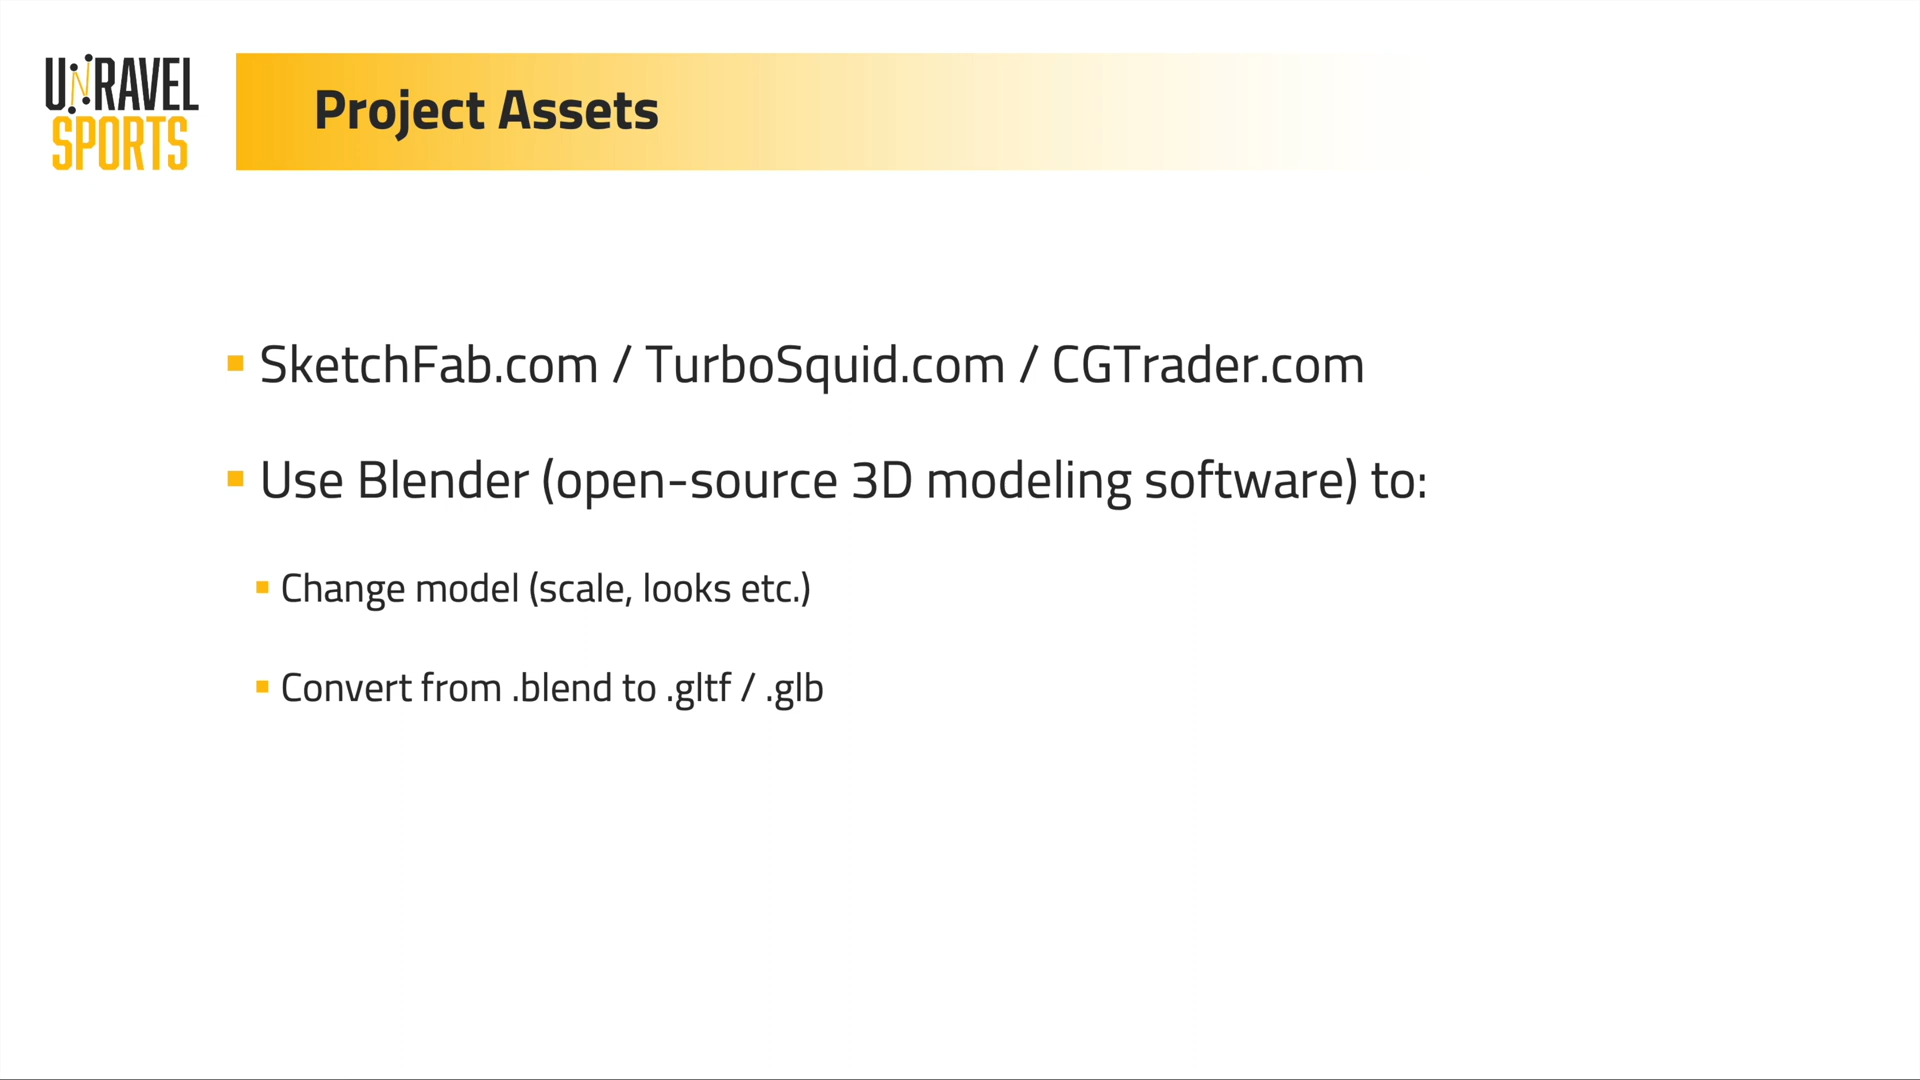 UNRAVEL
SPORTS
Project Assets
SketchFab.com / TurboSquid.com / CGTrader.com
Use Blender (open-source 3D modeling software) to:
Change model (scale, looks etc.)
Convert from .blend to .gltf / .glb